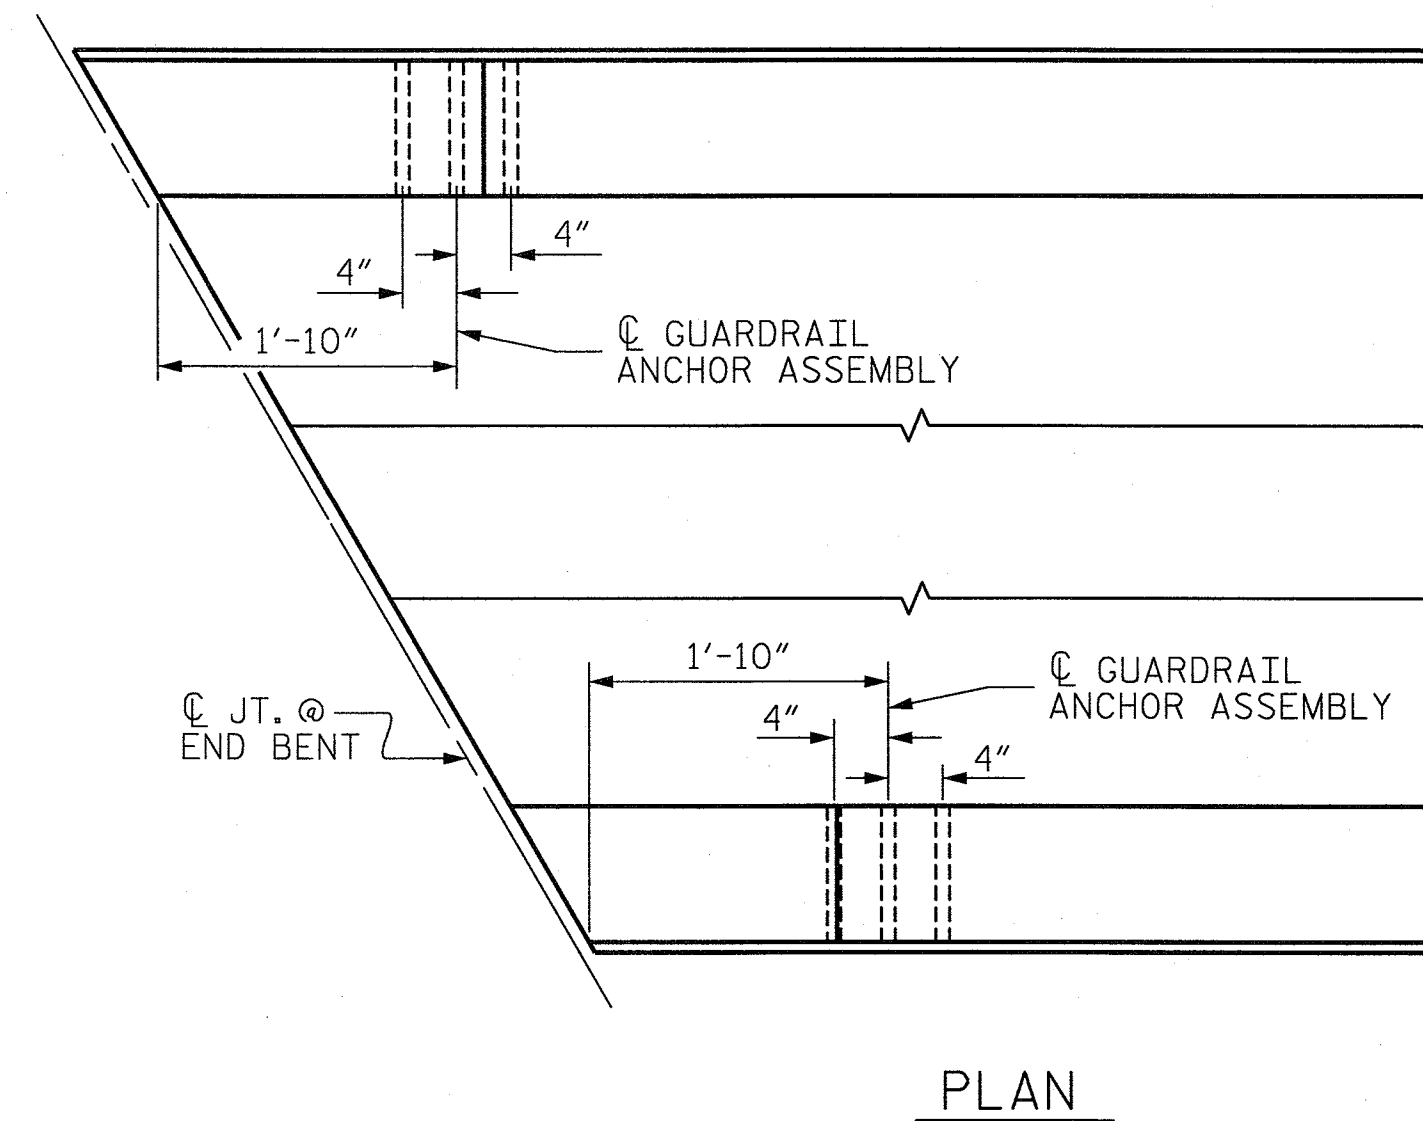 4"
4"
1'-10"
℄ GUARDRAIL
ANCHOR ASSEMBLY
1'-10"
℄ GUARDRAIL
ANCHOR ASSEMBLY
℄ JT. @
END BENT
4"
4"
PLAN